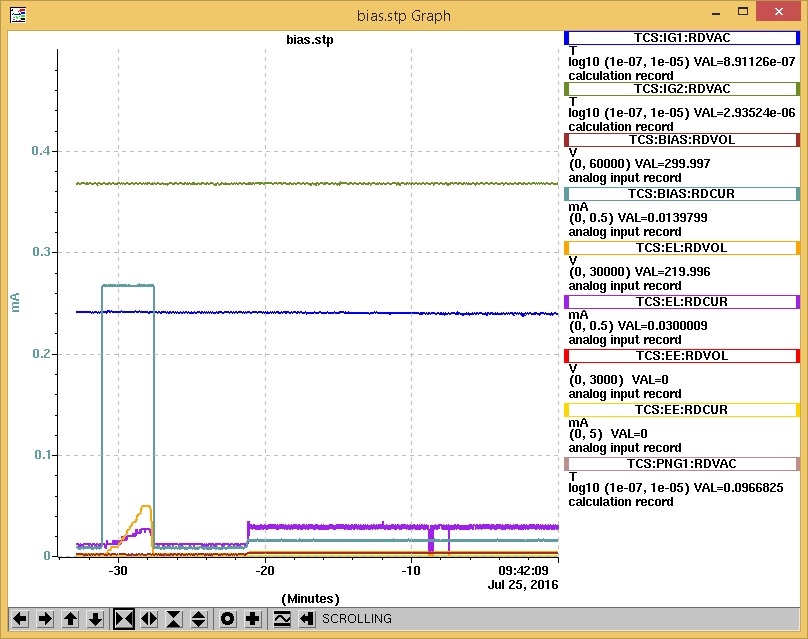 bias.stp Graph
bias.stp
mA
0.4
0.3
0.2
0.1
0
-30
-20
-10
09:42:09
Jul 25, 2016
(Minutes)
TCS:IG1:RDVAC
T
log10 (1e-07, 1e-05) VAL=8.91126e-07
calculation record
TCS:IG2:RDVAC
T
log10 (1e-07, 1e-05) VAL=2.93524e-06
calculation record
TCS:BIAS:RDVOL
V
(0, 60000) VAL=299.997
analog input record
TCS:BIAS:RDCUR
mA
(0, 0.5) VAL=0.0139799
analog input record
TCS:EL:RDVOL
V
(0, 30000) VAL=219.996
analog input record
TCS:EL:RDCUR
mA
(0, 0.5) VAL=0.0300009
analog input record
TCS:EE:RDVOL
V
(0, 3000) VAL=0
analog input record
TCS:EE:RDCUR
mA
(0, 5) VAL=0
analog input record
TCS:PNG1:RDVAC
T
log10 (1e-07, 1e-05) VAL=0.0966825
calculation record
SCROLLING